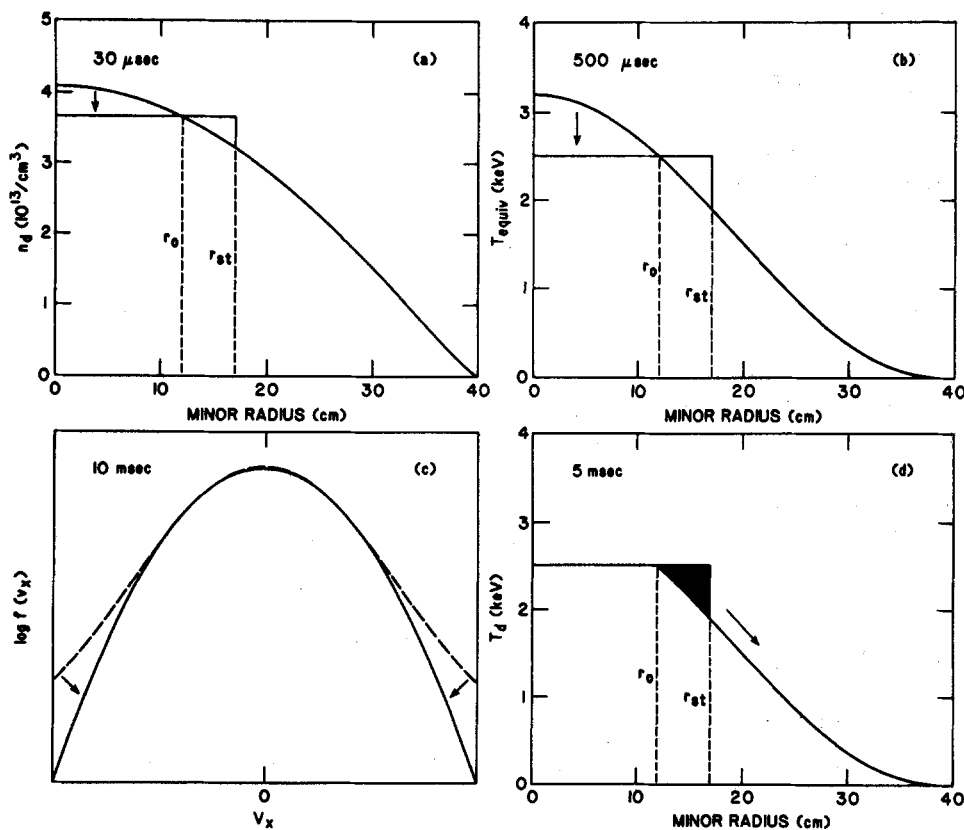 5
4
3
2
1
0
n_d (10^13/cm^3)
30 μsec
(a)
r_o
r_st
0
10
20
30
40
MINOR RADIUS (cm)
4
3
2
1
0
T_equiv (keV)
500 μsec
(b)
r_o
r_st
0
10
20
30
40
MINOR RADIUS (cm)
log f (v_x)
10 msec
(c)
0
V_x
4
3
2
1
0
T_d (keV)
5 msec
(d)
r_o
r_st
0
10
20
30
40
MINOR RADIUS (cm)